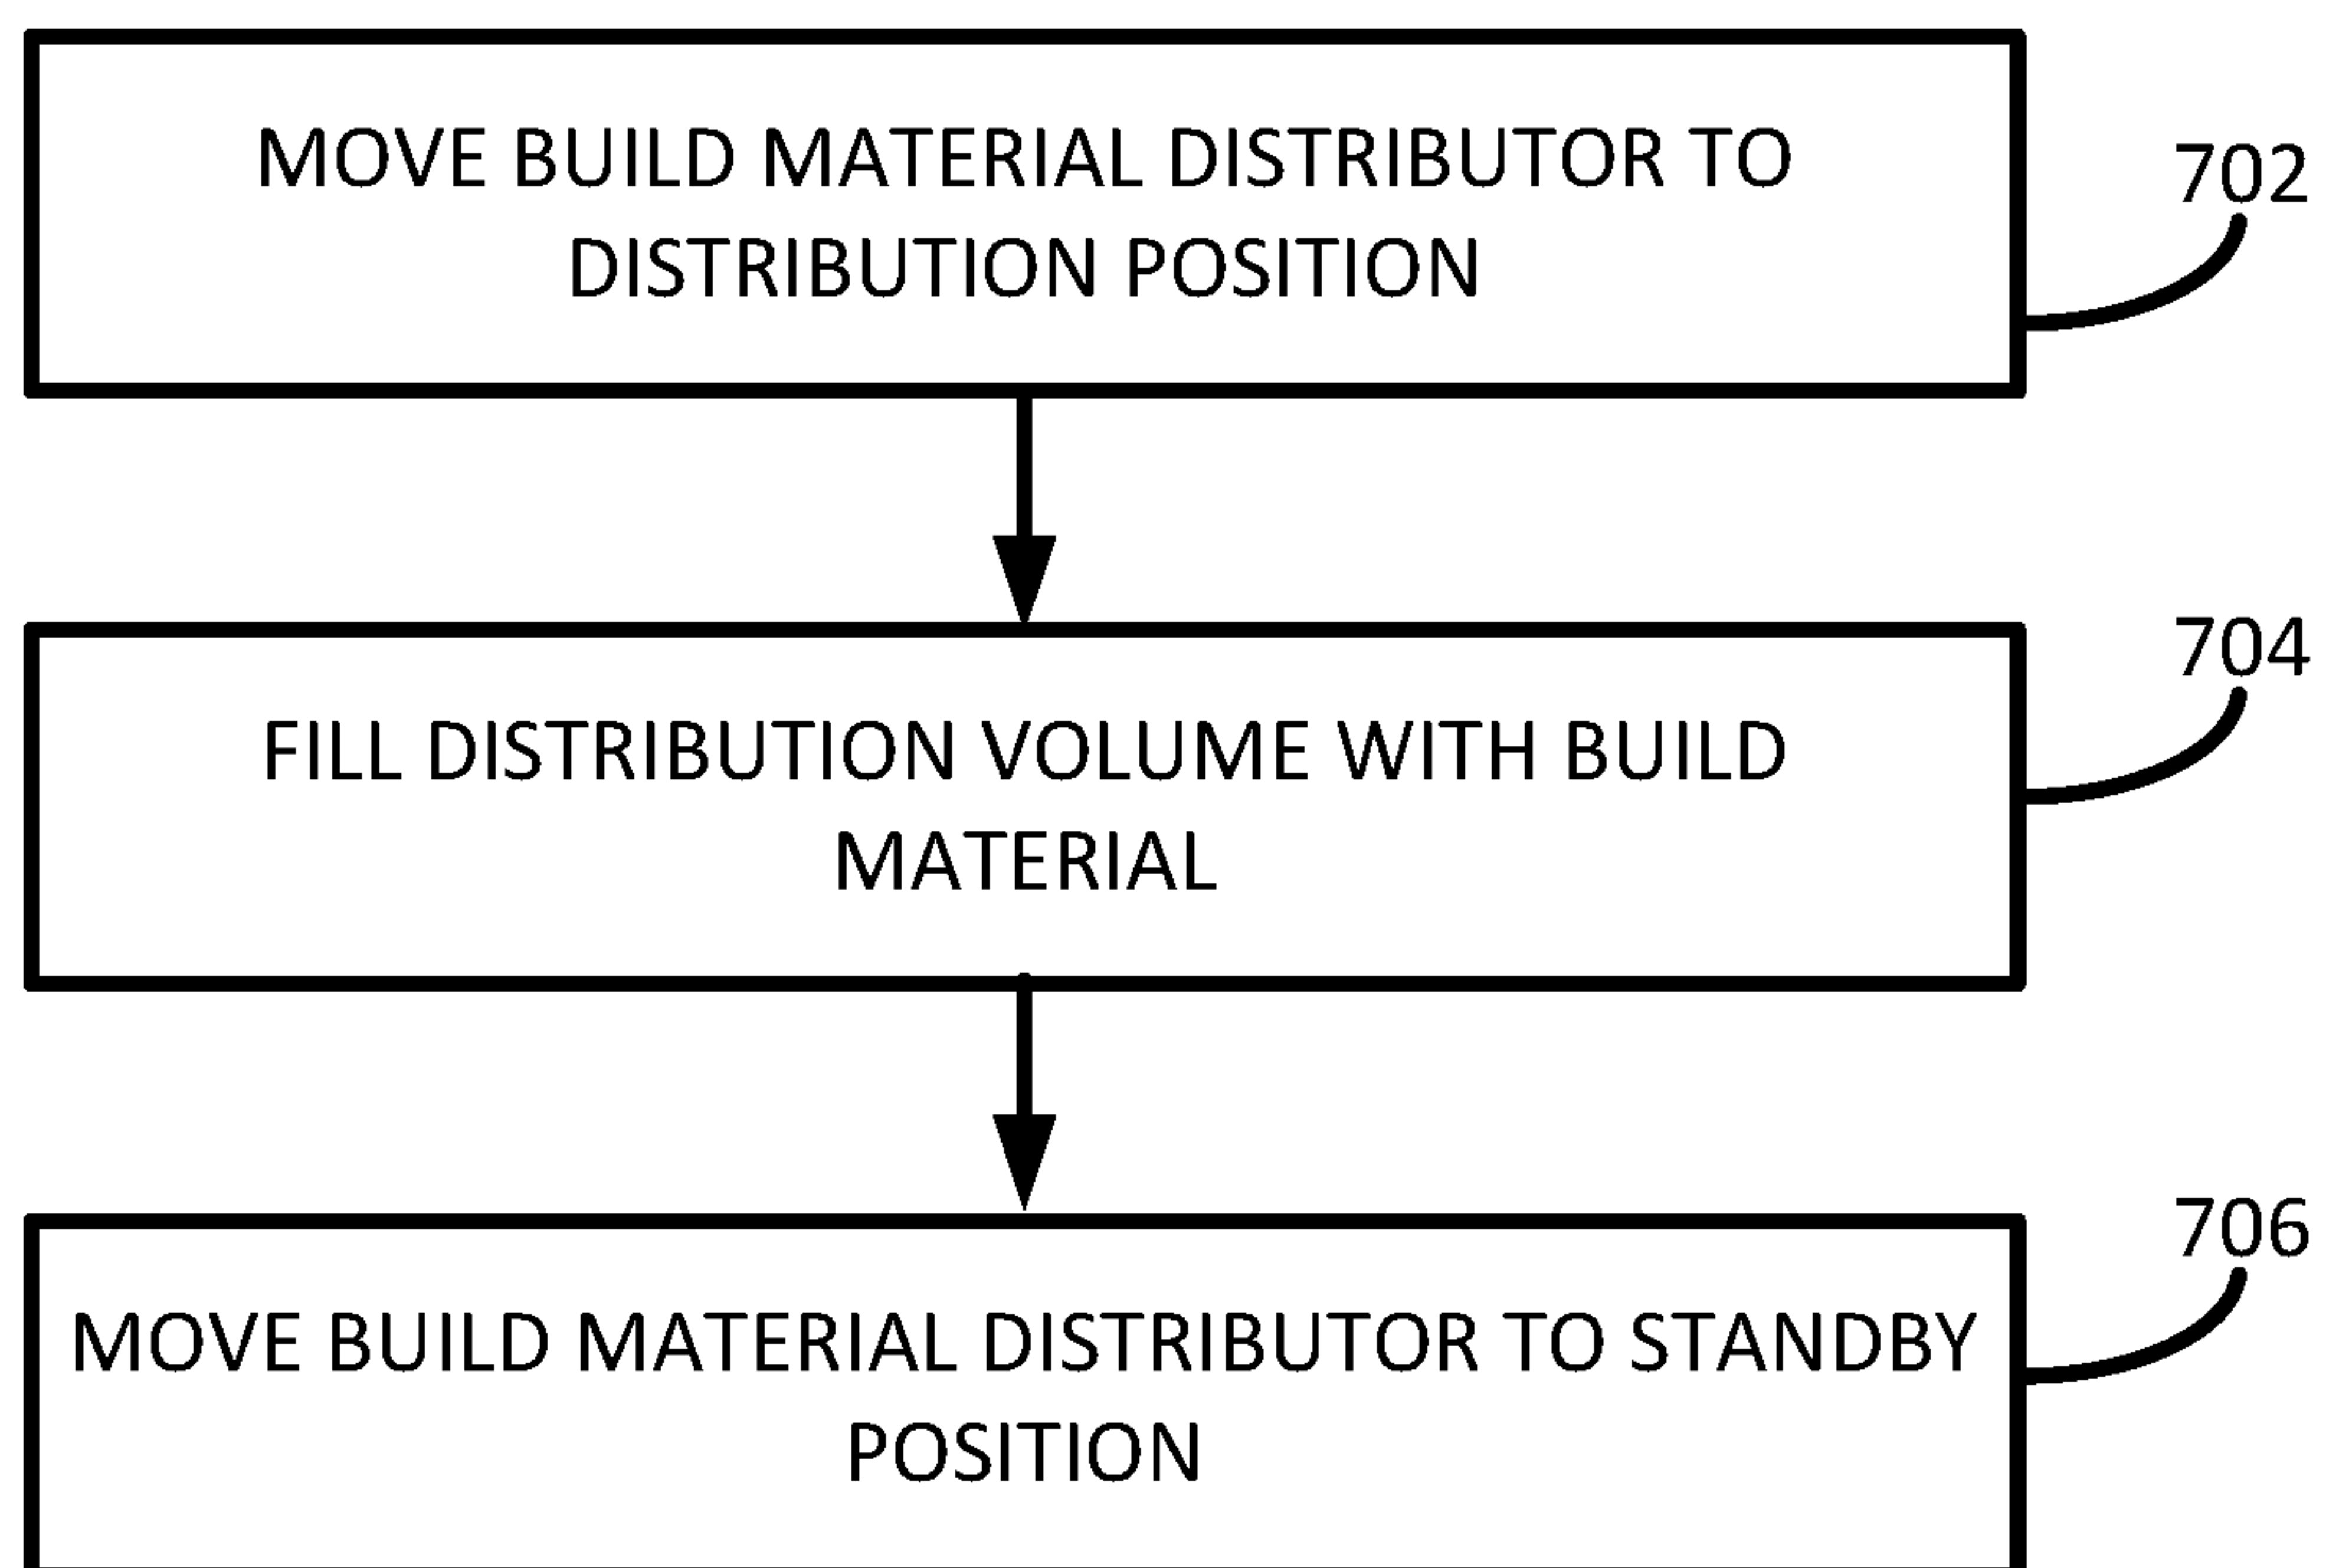 MOVE BUILD MATERIAL DISTRIBUTOR TO
DISTRIBUTION POSITION
702
FILL DISTRIBUTION VOLUME WITH BUILD
MATERIAL
704
MOVE BUILD MATERIAL DISTRIBUTOR TO STANDBY
POSITION
706